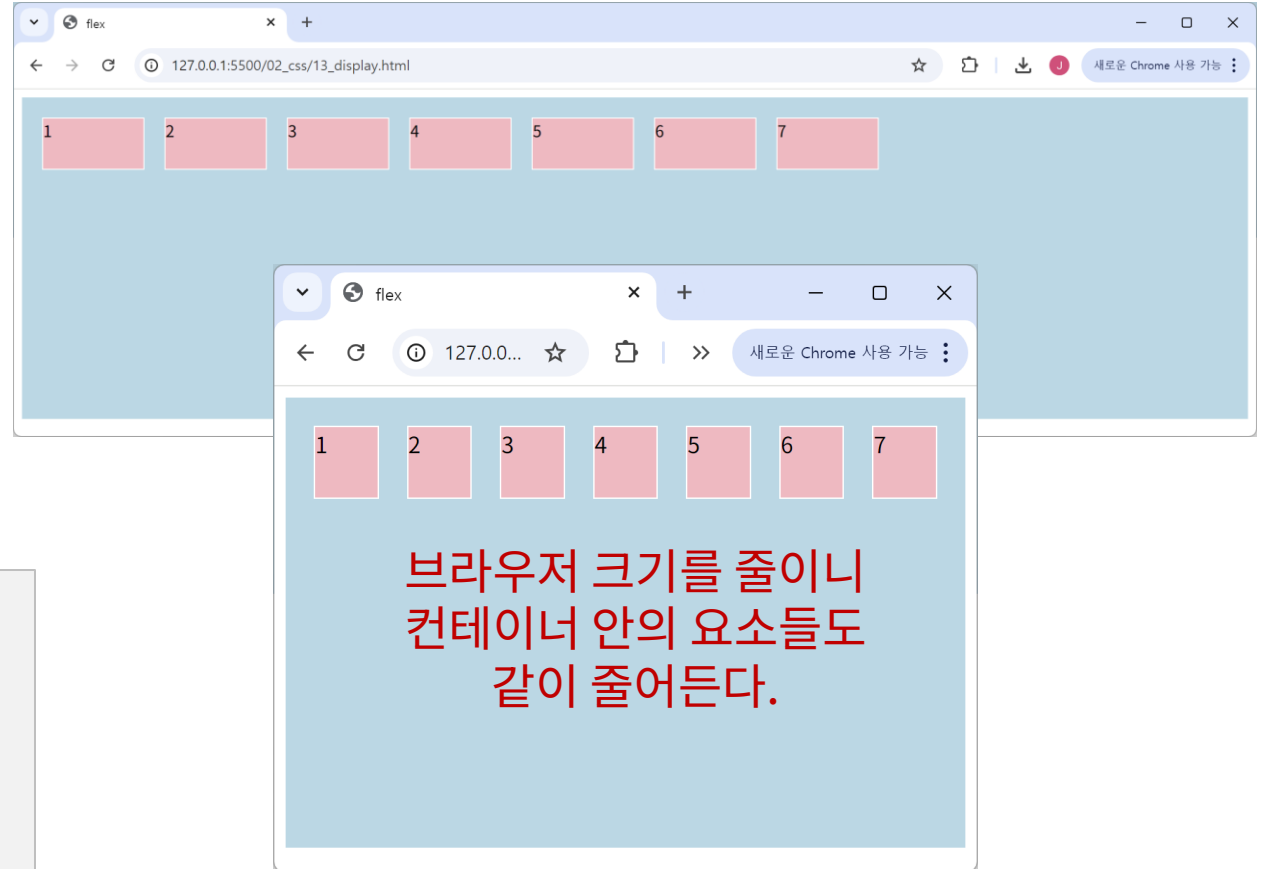 flex
127.0.0.1:5500/02_css/13_display.html
J
새로운 Chrome 사용 가능
1 2 3 4 5 6 7
flex
127.0.0...
새로운 Chrome 사용 가능
1 2 3 4 5 6 7
브라우저 크기를 줄이니
컨테이너 안의 요소들도
같이 줄어든다.